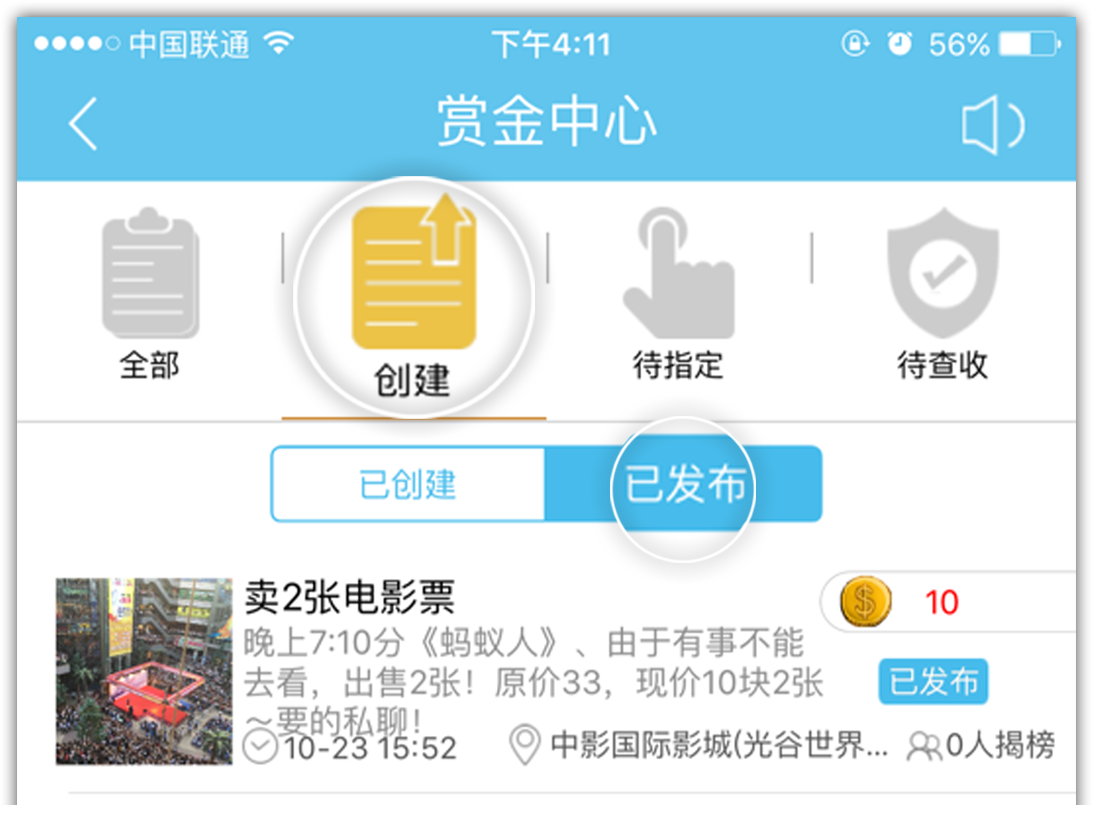 中国联通 下午4:11 56%
赏金中心
全部 创建 待指定 待查收
已创建 已发布
卖2张电影票 10
晚上7:10分《蚂蚁人》、由于有事不能
去看，出售2张！原价33，现价10块2张 已发布
～要的私聊！
10-23 15:52 中影国际影城(光谷世界... 0人揭榜